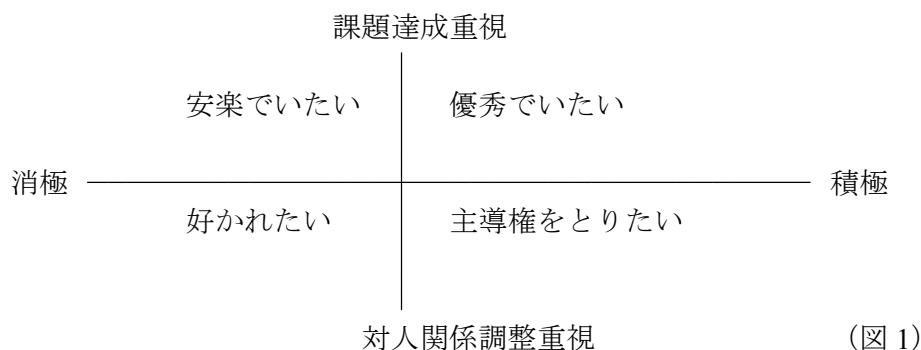 課題達成重視
安楽でいたい 優秀でいたい
消極 積極
好かれたい 主導権をとりたい
対人関係調整重視 (図 1)